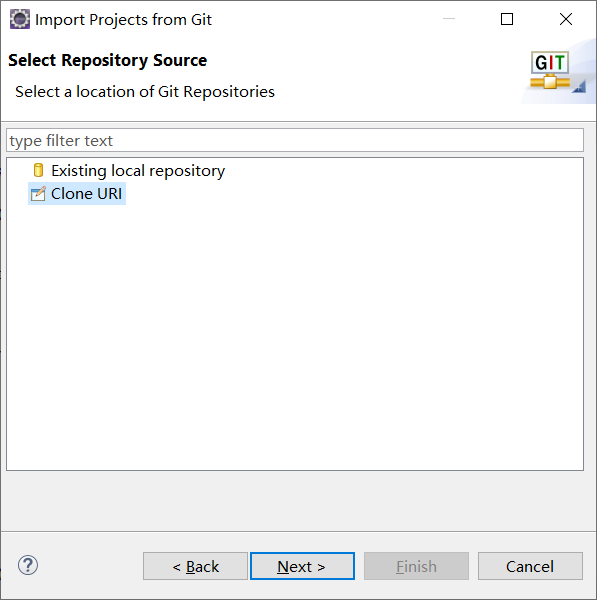 Import Projects from Git
Select Repository Source
Select a location of Git Repositories
GIT
type filter text
Existing local repository
Clone URI
< Back
Next >
Finish
Cancel